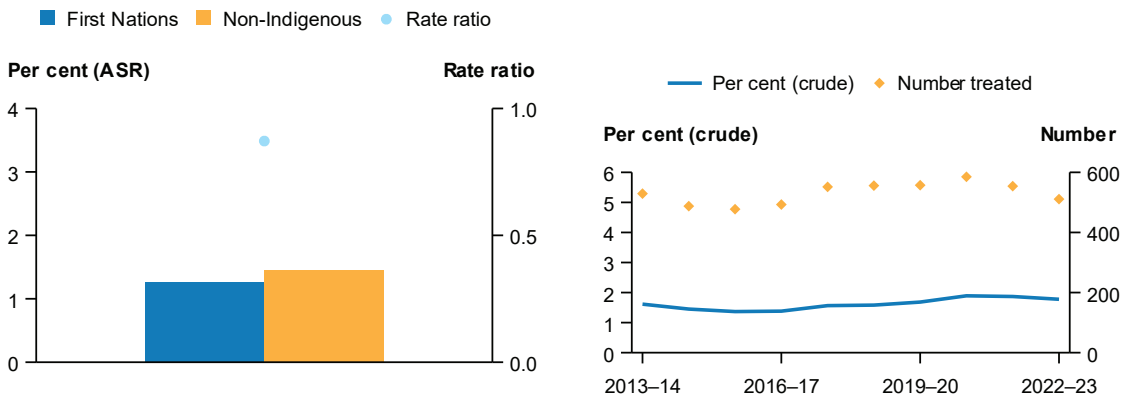 First Nations Non-Indigenous Rate ratio
Per cent (ASR) Rate ratio
4 1.0
3
2 0.5
1
0 0.0
Per cent (crude) Number treated
Per cent (crude) Number
6 600
5
4 400
3
2 200
1
0 0
2013–14 2016–17 2019–20 2022–23